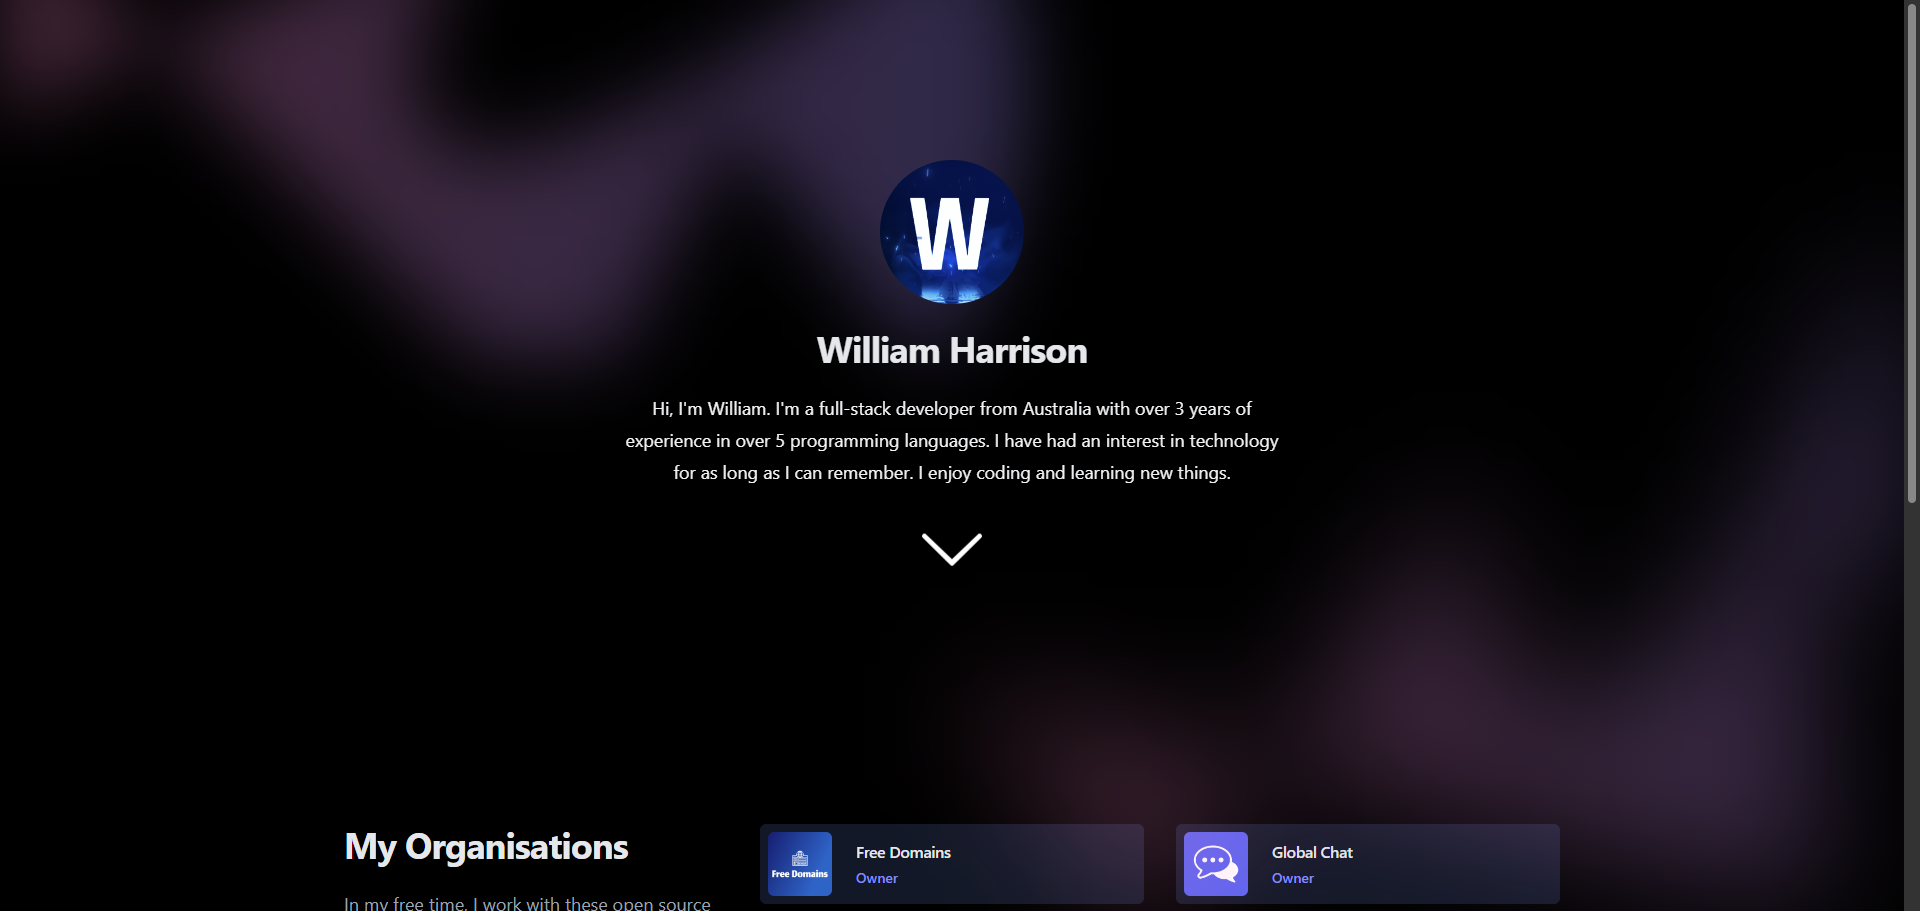 W
William Harrison
Hi, I'm William. I'm a full-stack developer from Australia with over 3 years of
experience in over 5 programming languages. I have had an interest in technology
for as long as I can remember. I enjoy coding and learning new things.
My Organisations
In my free time, I work with these open source
Free Domains
Free Domains
Owner
Global Chat
Owner